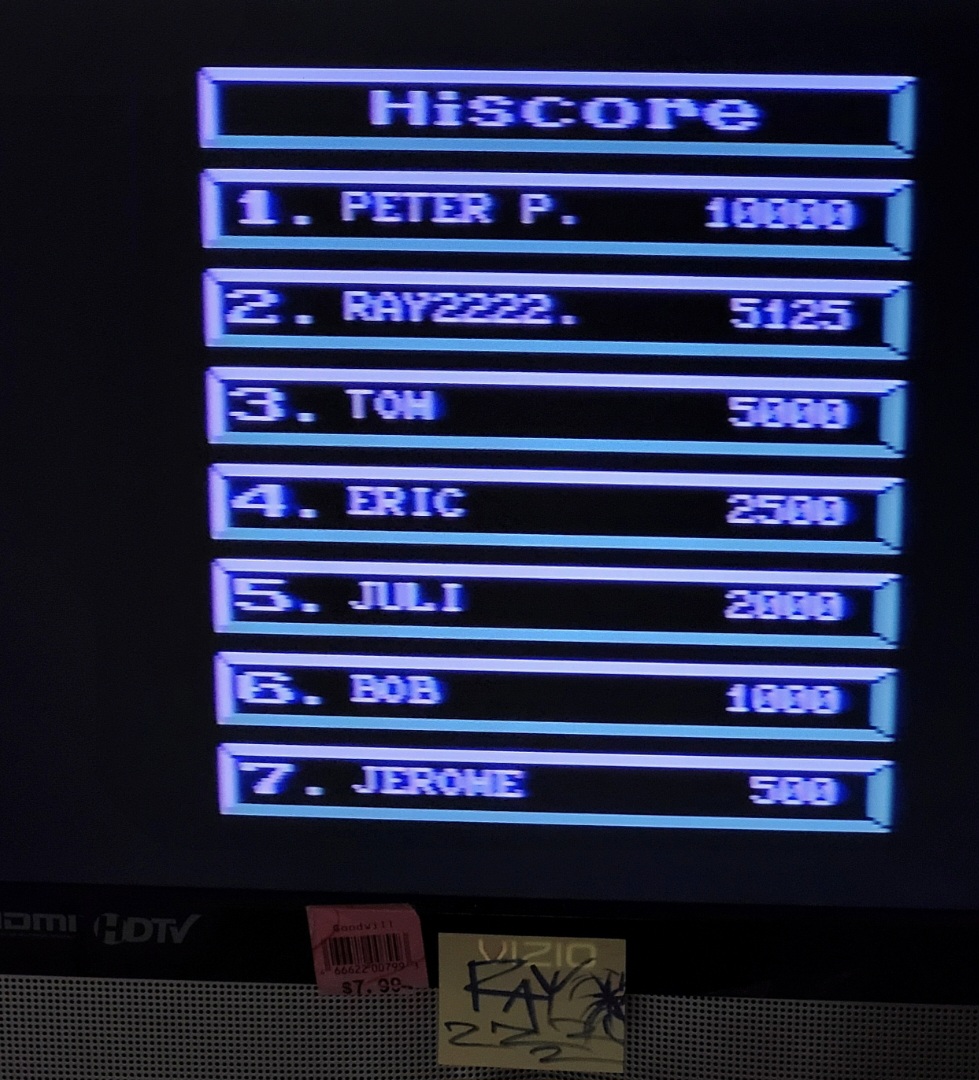 Hiscore
1. PETER P. 10000
2. RAY2222. 5125
3. TOM 5000
4. ERIC 2500
5. JULI 2000
6. BOB 1000
7. JEROME 500
HDMI HDTV
Goodwill
VIZIO
$7.99
RAY
222
2